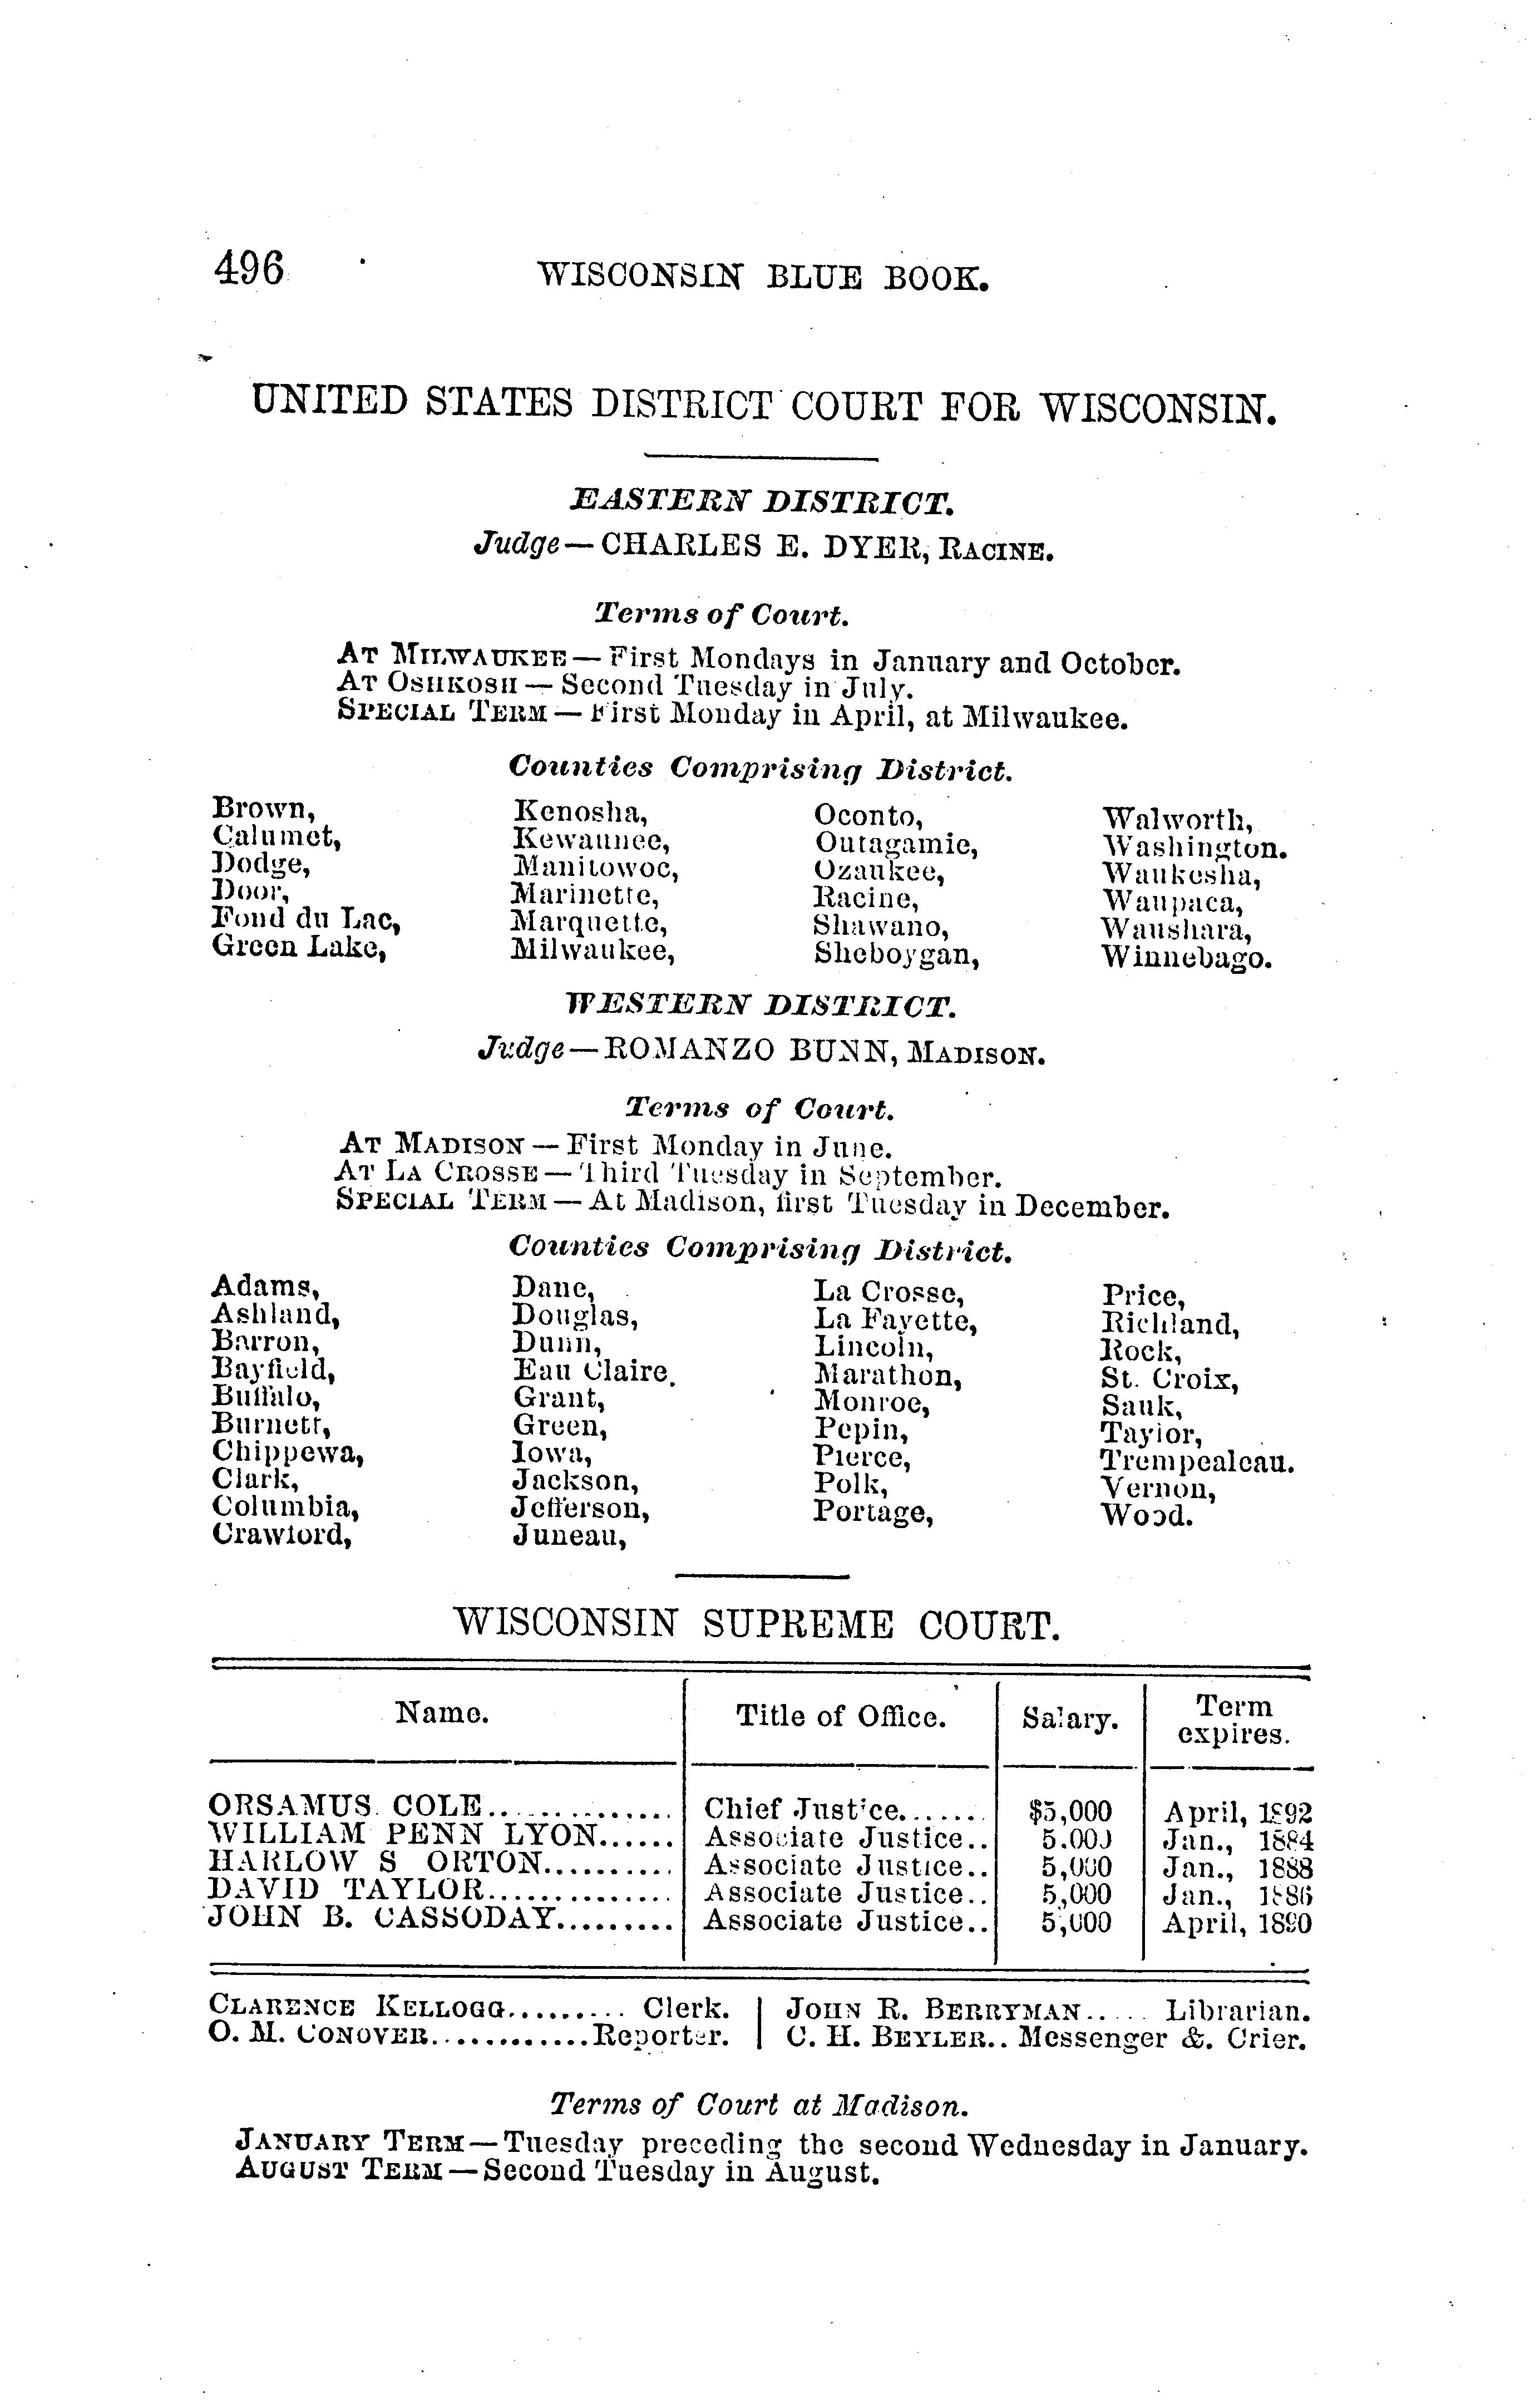 496 WISCONSIN BLUE BOOK.
UNITED STATES DISTRICT COURT FOR WISCONSIN.
EASTERN DISTRICT.
Judge — CHARLES E. DYER, RACINE.
Terms of Court.
AT MILWAUKEE — First Mondays in January and October.
AT OSHKOSH — Second Tuesday in July.
SPECIAL TERM — First Monday in April, at Milwaukee.
Counties Comprising District.
Brown, Kenosha, Oconto, Walworth,
Calumet, Kewaunee, Outagamie, Washington.
Dodge, Manitowoc, Ozaukee, Waukesha,
Door, Marinette, Racine, Waupaca,
Fond du Lac, Marquette, Shawano, Waushara,
Green Lake, Milwaukee, Sheboygan, Winnebago.
WESTERN DISTRICT.
Judge — ROMANZO BUNN, MADISON.
Terms of Court.
AT MADISON — First Monday in June.
AT LA CROSSE — Third Tuesday in September.
SPECIAL TERM — At Madison, first Tuesday in December.
Counties Comprising District.
Adams, Dane, La Crosse, Price,
Ashland, Douglas, La Fayette, Richland,
Barron, Dunn, Lincoln, Rock,
Bayfield, Eau Claire. Marathon, St. Croix,
Buffalo, Grant, Monroe, Sauk,
Burnett, Green, Pepin, Taylor,
Chippewa, Iowa, Pierce, Trempealeau.
Clark, Jackson, Polk, Vernon,
Columbia, Jefferson, Portage, Wood.
Crawford, Juneau,
WISCONSIN SUPREME COURT.
Name. Title of Office. Salary. Term expires.
ORSAMUS COLE.............. Chief Justice....... $5,000 April, 1892
WILLIAM PENN LYON...... Associate Justice.. 5.000 Jan., 1884
HARLOW S ORTON.......... Associate Justice.. 5,000 Jan., 1888
DAVID TAYLOR.............. Associate Justice.. 5,000 Jan., 1886
JOHN B. CASSODAY......... Associate Justice.. 5,000 April, 1890
CLARENCE KELLOGG......... Clerk. | JOHN R. BERRYMAN..... Librarian.
O. M. CONOVER............ Reporter. | C. H. BEYLER.. Messenger &. Crier.
Terms of Court at Madison.
JANUARY TERM — Tuesday preceding the second Wednesday in January.
AUGUST TERM — Second Tuesday in August.